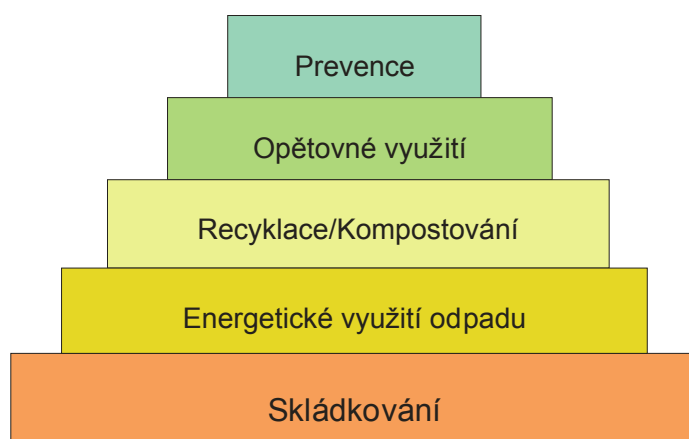 Prevence
Opětovné využití
Recyklace/Kompostování
Energetické využití odpadu
Skládkování